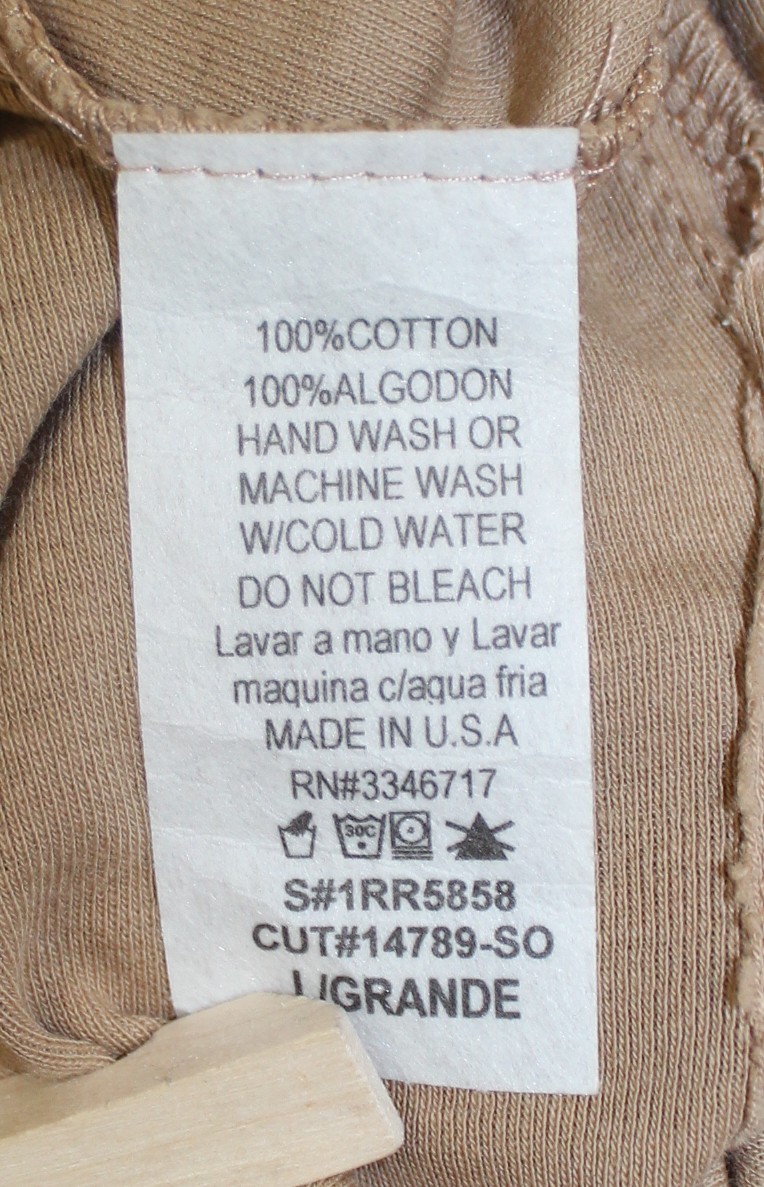 100%COTTON
100%ALGODON
HAND WASH OR
MACHINE WASH
W/COLD WATER
DO NOT BLEACH
Lavar a mano y Lavar
maquina c/agua fria
MADE IN U.S.A
RN#3346717
30C
S#1RR5858
CUT#14789-SO
L/GRANDE